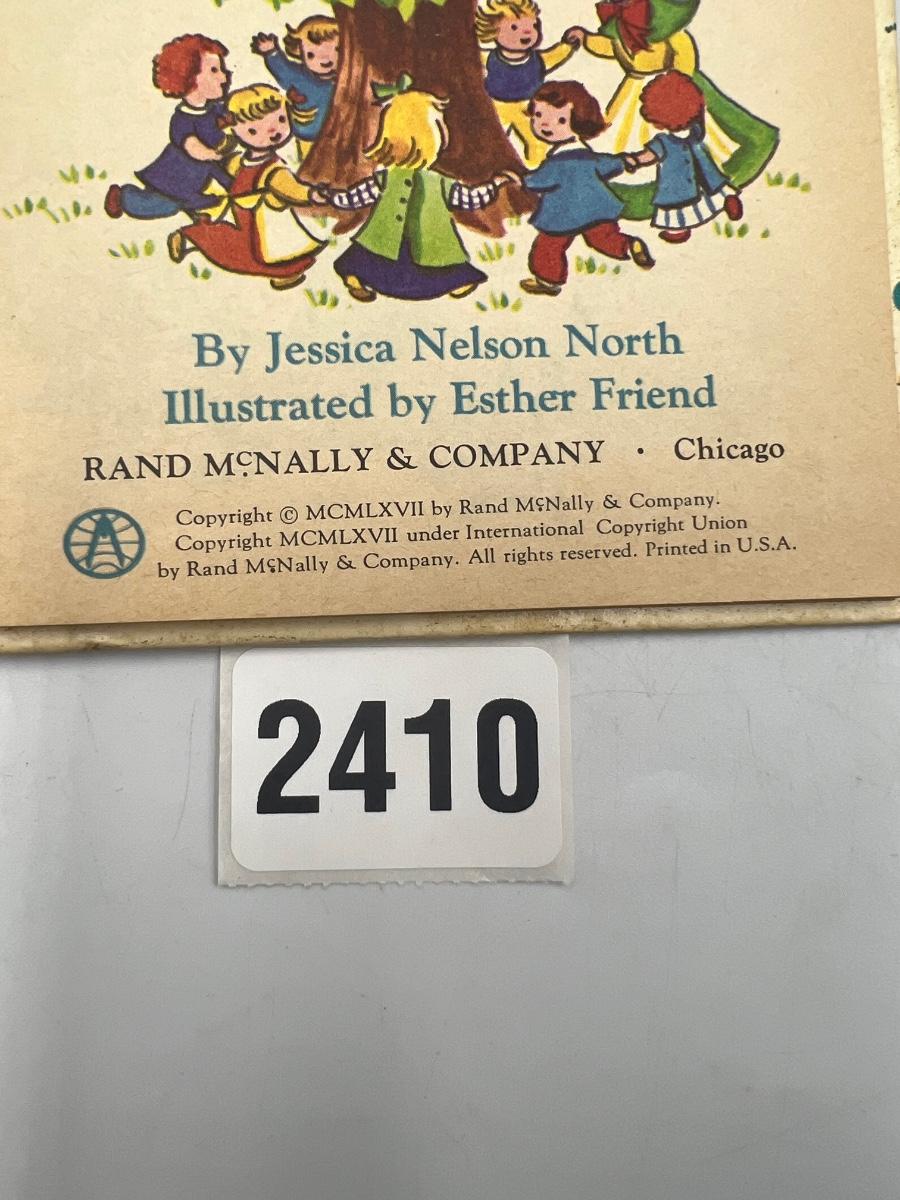 By Jessica Nelson North
Illustrated by Esther Friend
RAND McNALLY & COMPANY · Chicago
Copyright © MCMLXVII by Rand McNally & Company.
Copyright MCMLXVII under International Copyright Union
by Rand McNally & Company. All rights reserved. Printed in U.S.A.
2410